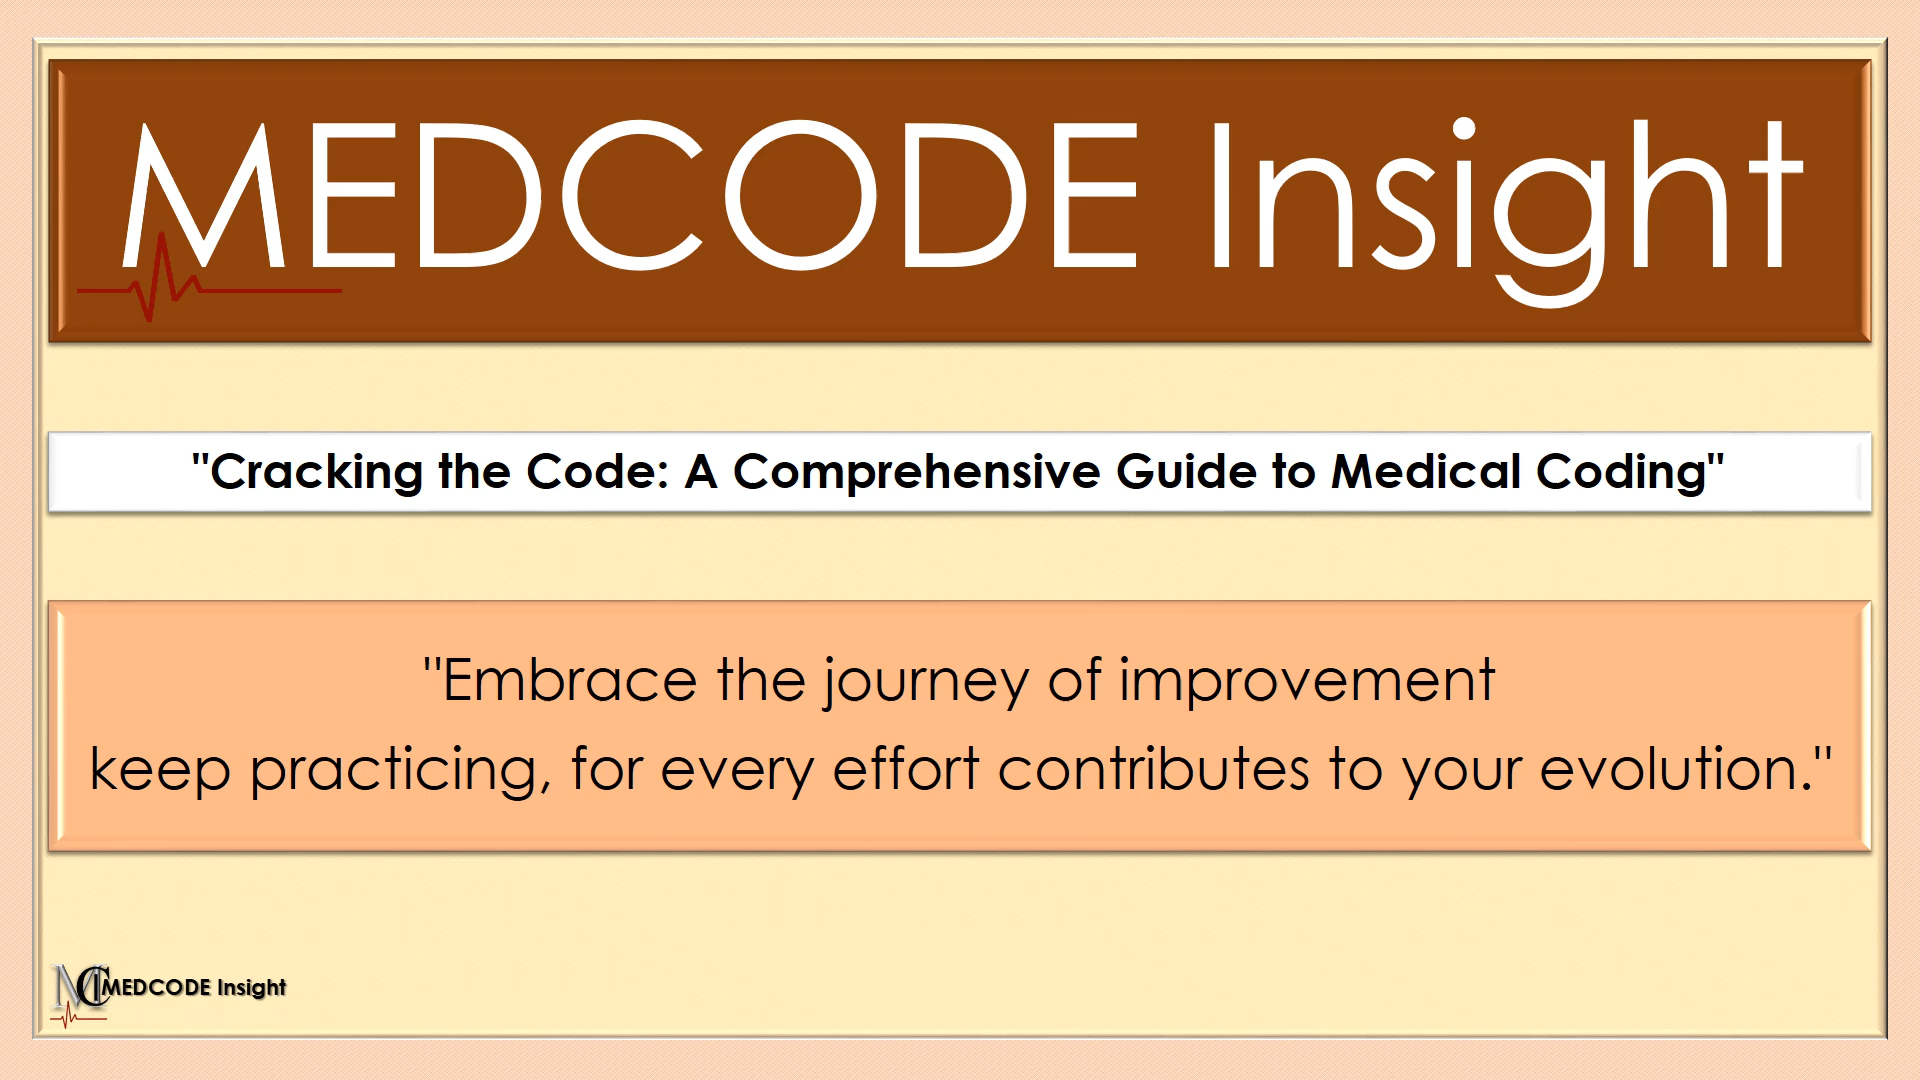 MEDCODE Insight
"Cracking the Code: A Comprehensive Guide to Medical Coding"
"Embrace the journey of improvement
keep practicing, for every effort contributes to your evolution."
MC MEDCODE Insight